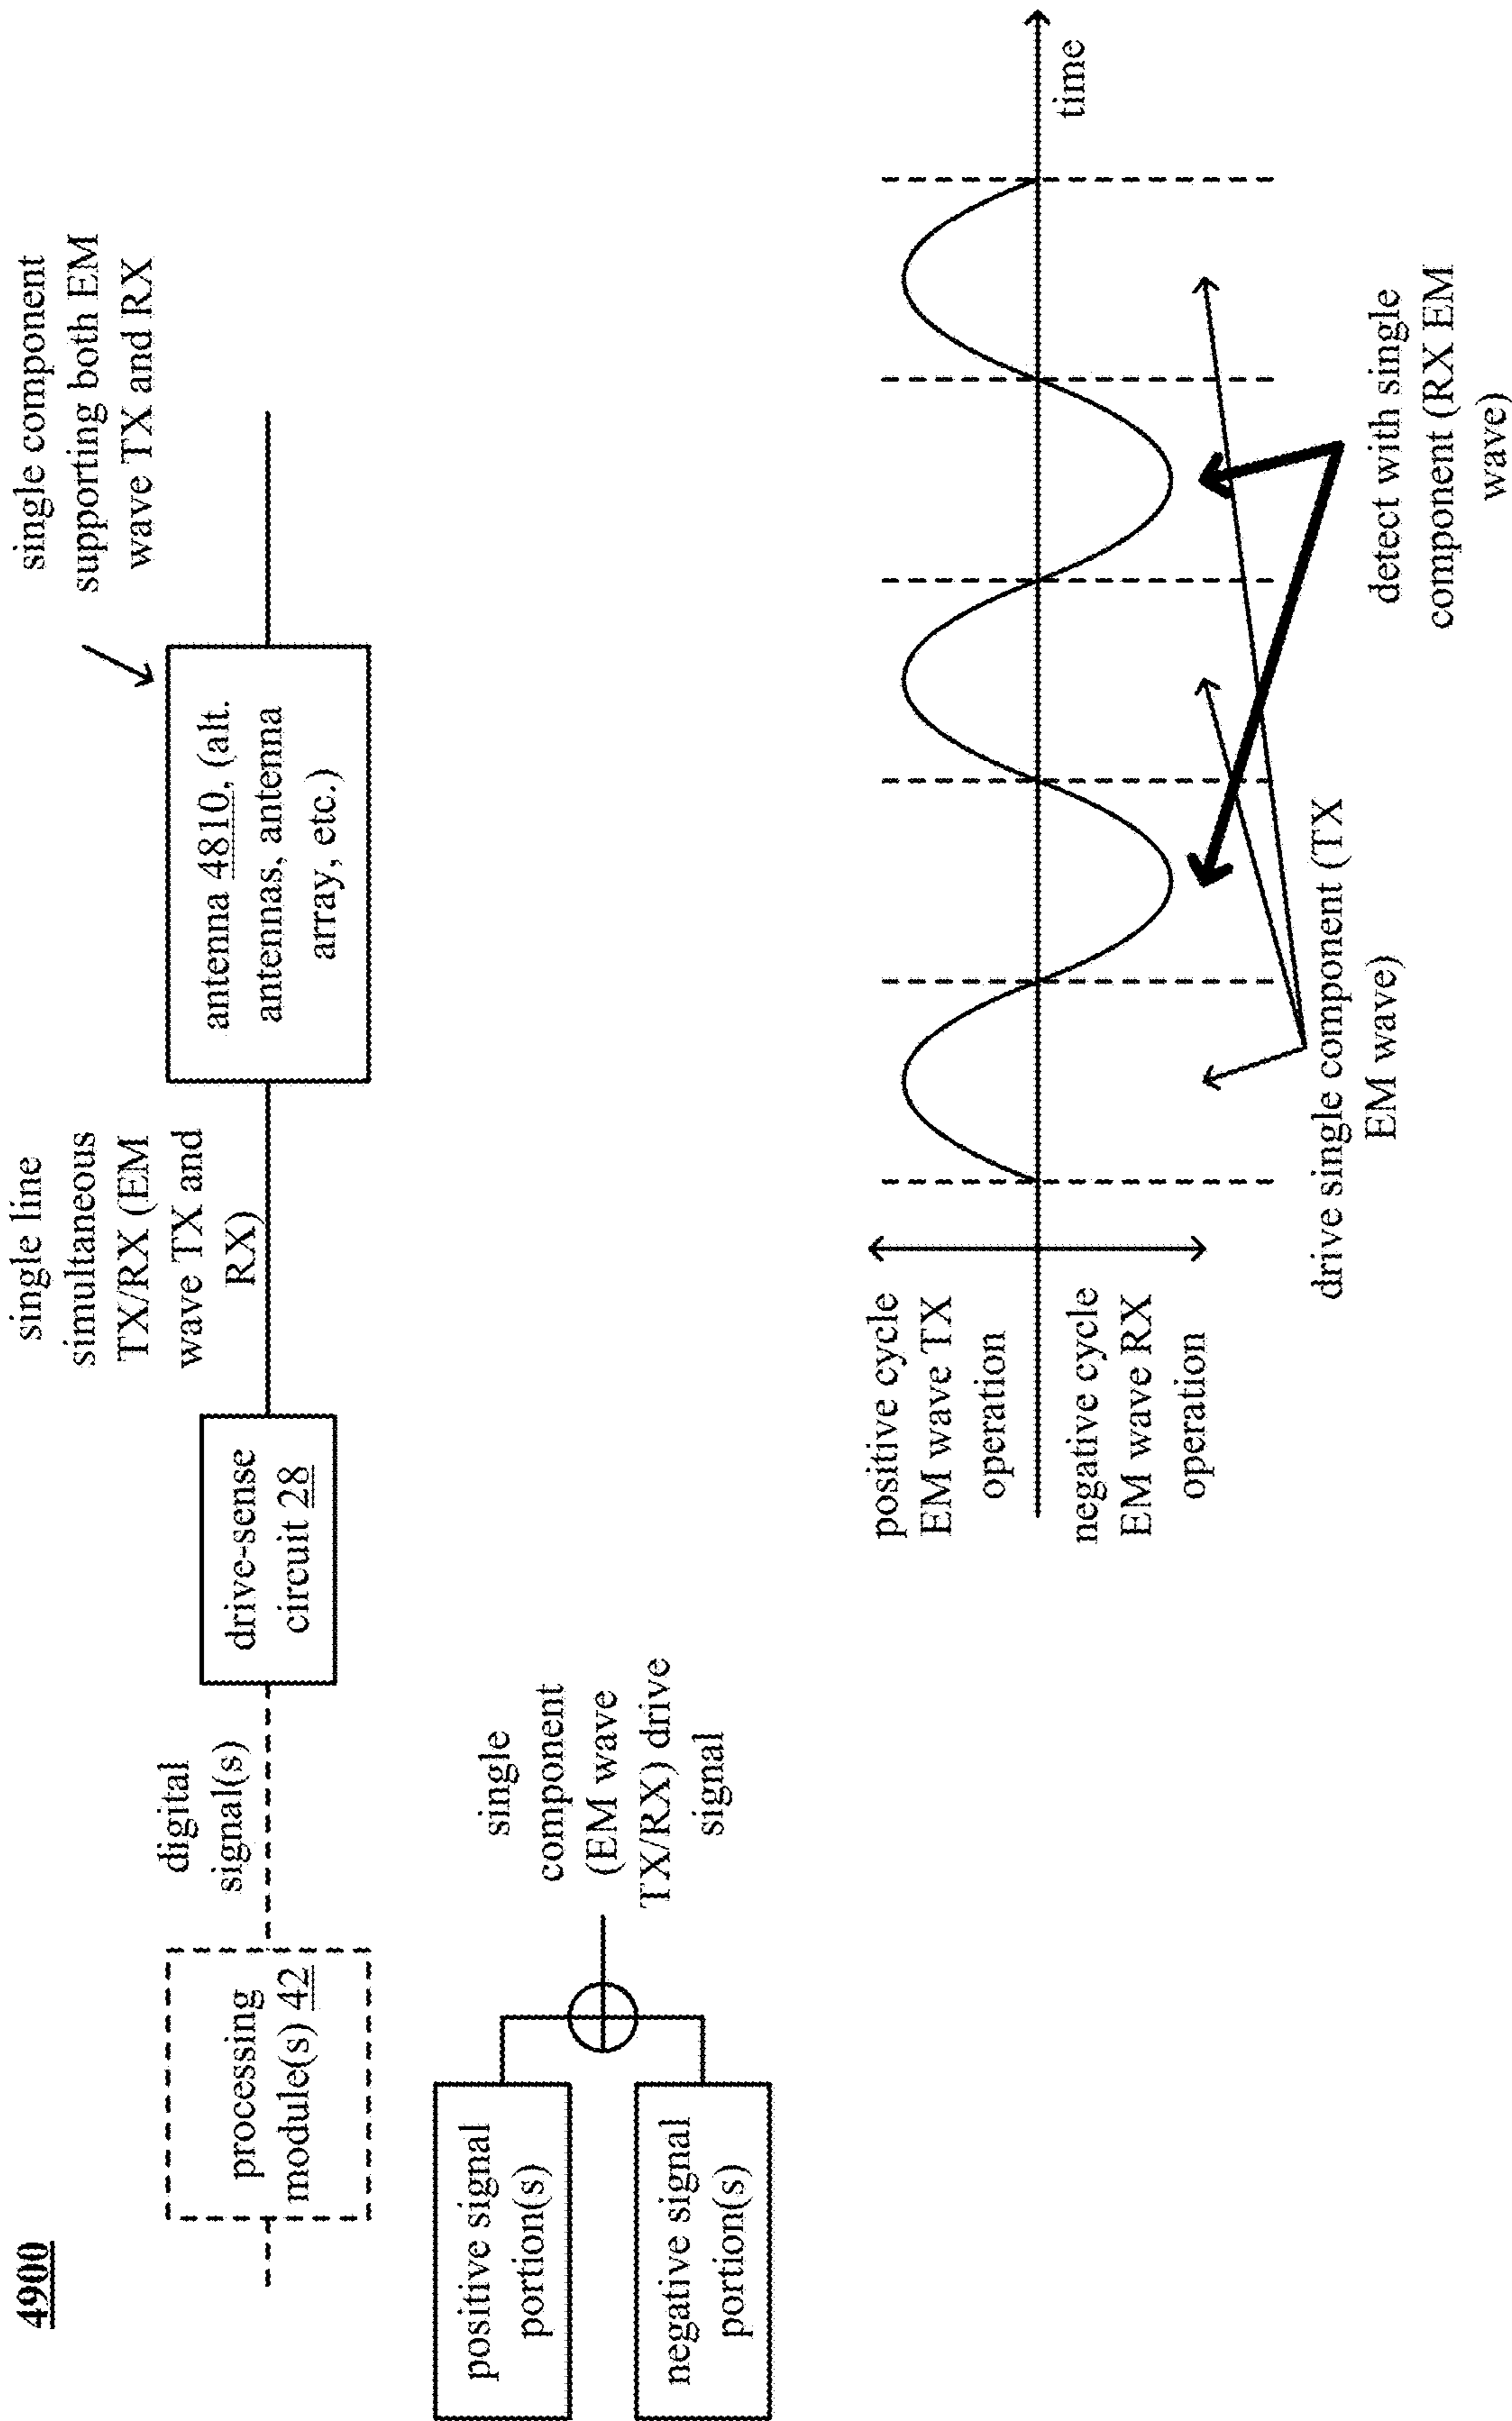 4900
processing
module(s) 42
digital
signal(s)
drive-sense
circuit 28
single line
simultaneous
TX/RX (EM
wave TX and
RX)
antenna 4810, (alt.
antennas, antenna
array, etc.)
single component
supporting both EM
wave TX and RX
positive signal
portion(s)
negative signal
portion(s)
single
component
(EM wave
TX/RX) drive
signal
positive cycle
EM wave TX
operation
negative cycle
EM wave RX
operation
time
drive single component (TX
EM wave)
detect with single
component (RX EM
wave)